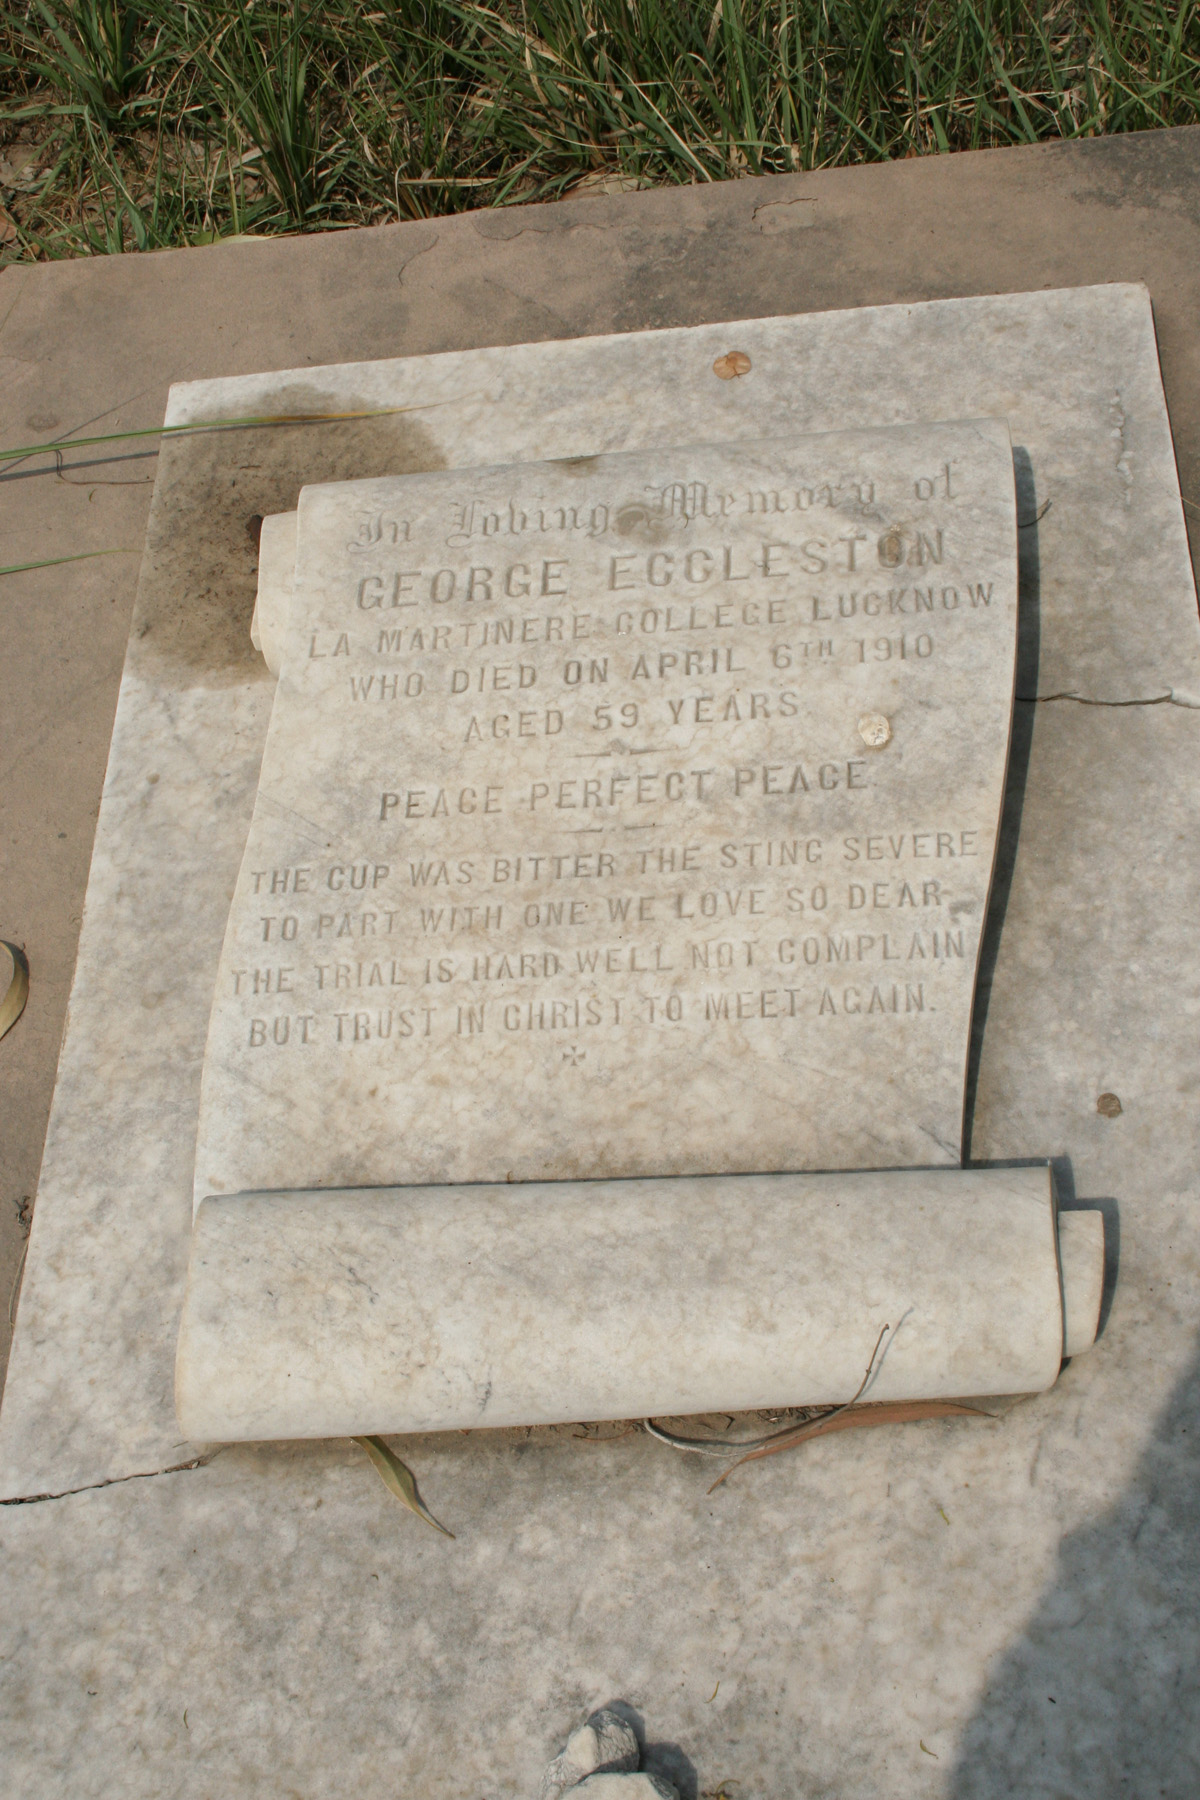 In Loving Memory of
GEORGE ECCLESTON
LA MARTINERE COLLEGE LUCKNOW
WHO DIED ON APRIL 6TH 1910
AGED 59 YEARS.
PEACE PERFECT PEACE.
THE CUP WAS BITTER THE STING SEVERE
TO PART WITH ONE WE LOVE SO DEAR
THE TRIAL IS HARD WELL NOT COMPLAIN
BUT TRUST IN CHRIST TO MEET AGAIN.